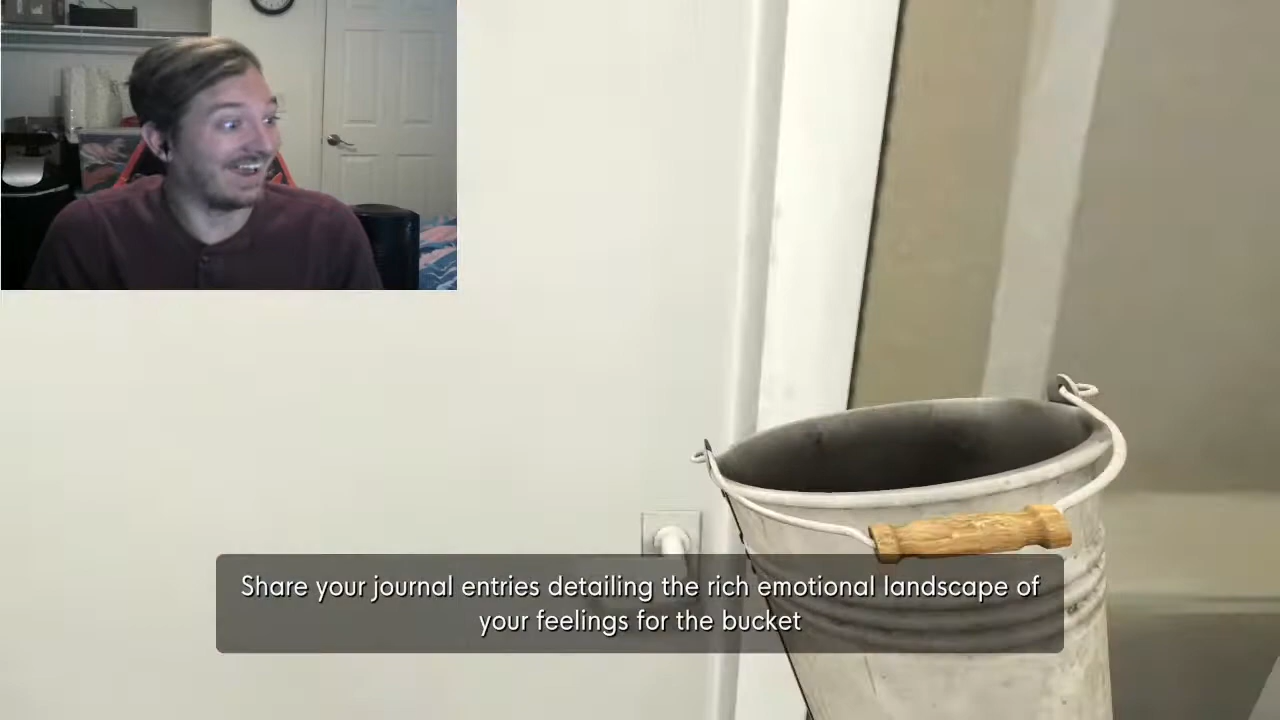 Share your journal entries detailing the rich emotional landscape of
your feelings for the bucket